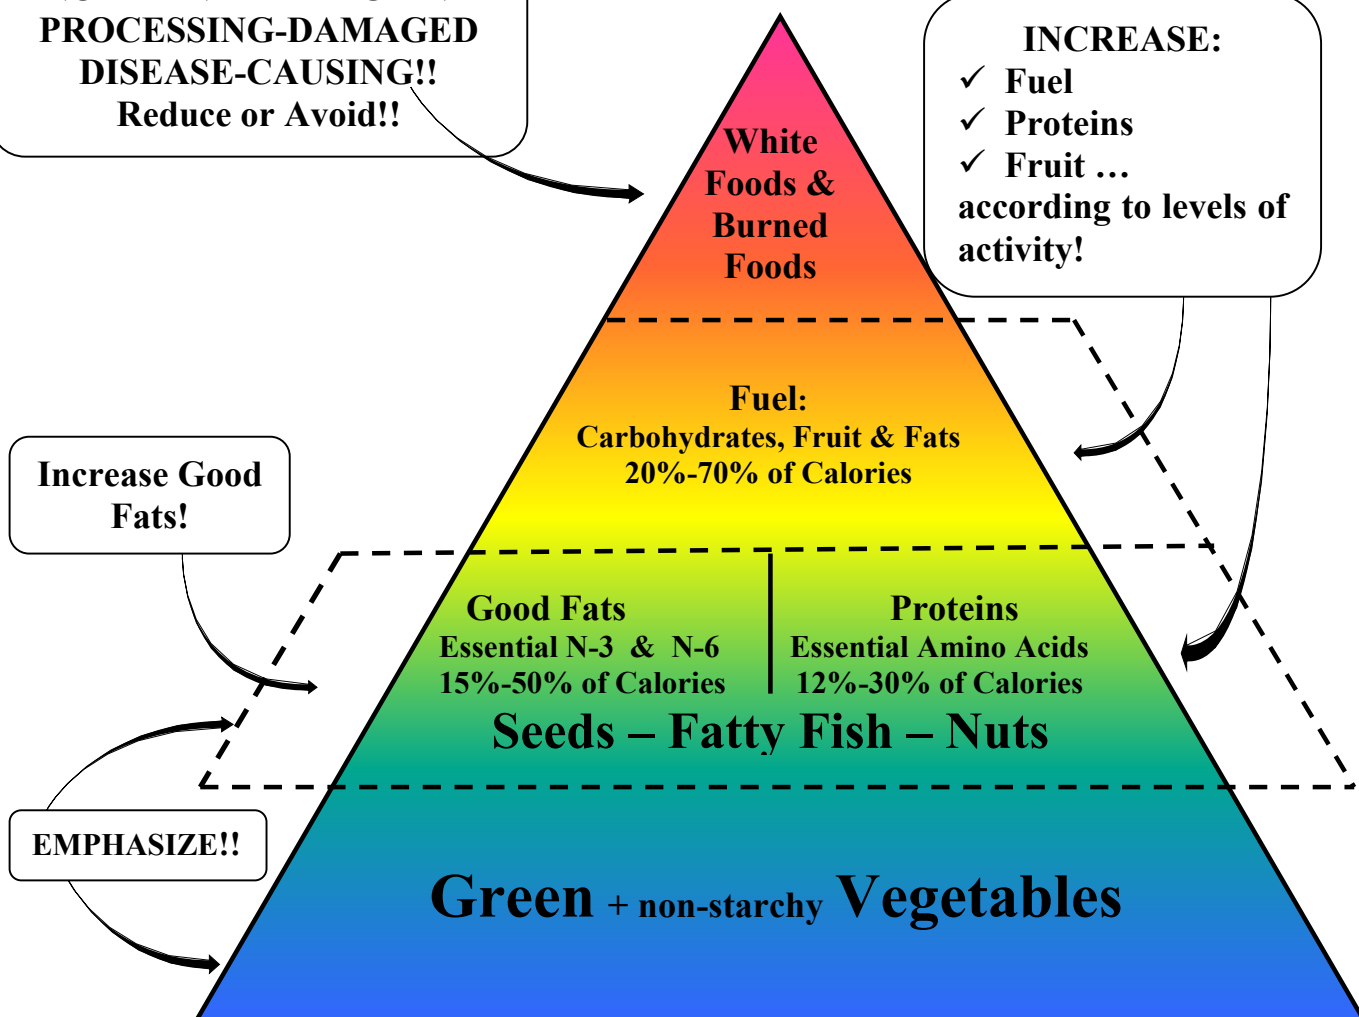 PROCESSING-DAMAGED
DISEASE-CAUSING!!
Reduce or Avoid!!
INCREASE:
✓ Fuel
✓ Proteins
✓ Fruit …
according to levels of
activity!
White
Foods &
Burned
Foods
Fuel:
Carbohydrates, Fruit & Fats
20%-70% of Calories
Increase Good
Fats!
Good Fats
Essential N-3 & N-6
15%-50% of Calories
Proteins
Essential Amino Acids
12%-30% of Calories
Seeds – Fatty Fish – Nuts
EMPHASIZE!!
Green + non-starchy Vegetables